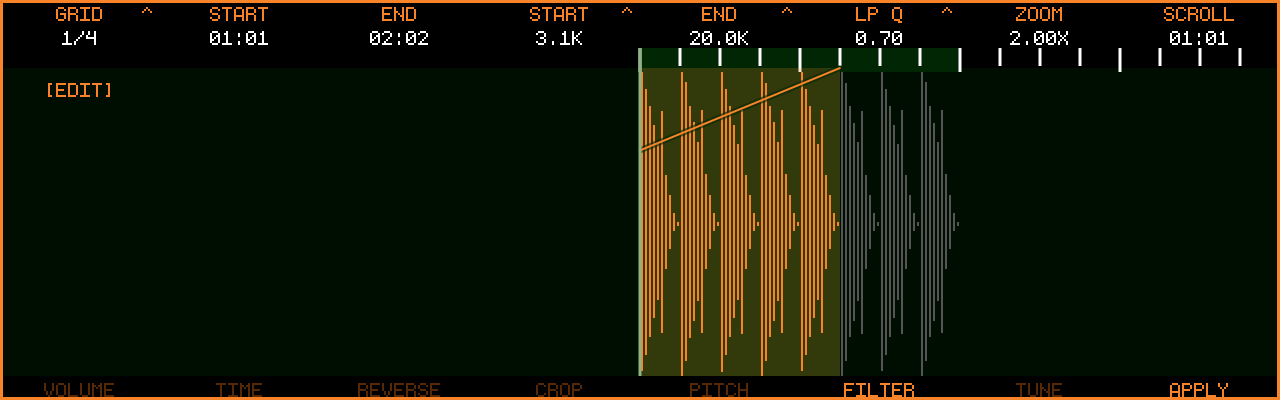 GRID ^ START END START ^ END ^ LP Q ^ ZOOM SCROLL
1/4 01:01 02:02 3.1K 20.0K 0.70 2.00X 01:01
[EDIT]
VOLUME TIME REVERSE CROP PITCH FILTER TUNE APPLY